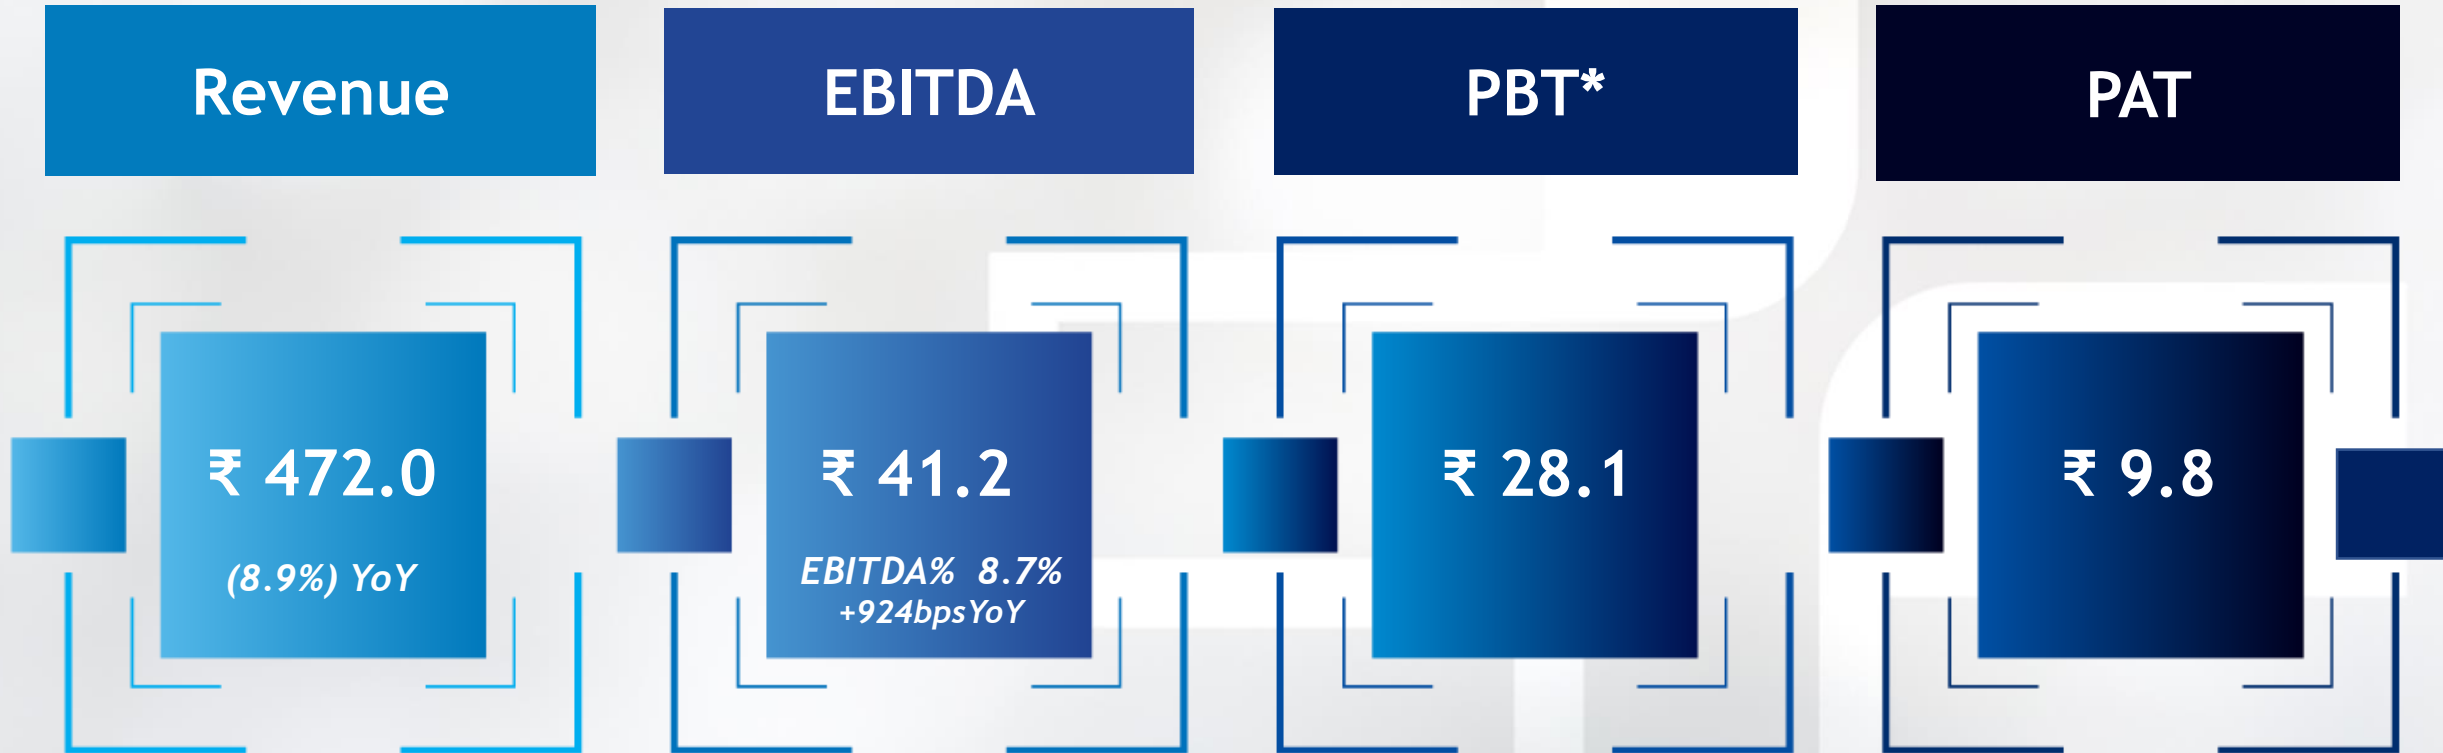 Revenue
EBITDA
PBT*
PAT
₹ 472.0
(8.9%) YoY
₹ 41.2
EBITDA% 8.7%
+924bpsYoY
₹ 28.1
₹ 9.8